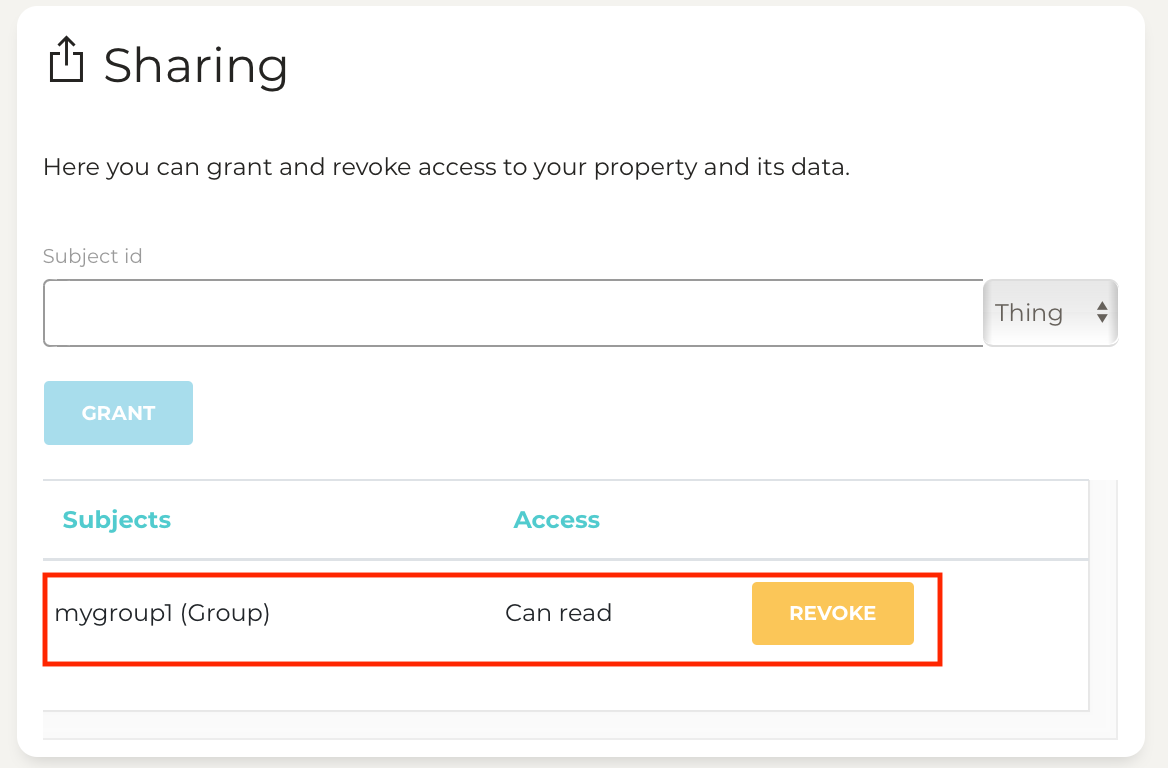 Sharing
Here you can grant and revoke access to your property and its data.
Subject id
Thing
GRANT
Subjects Access
mygroup1 (Group) Can read REVOKE